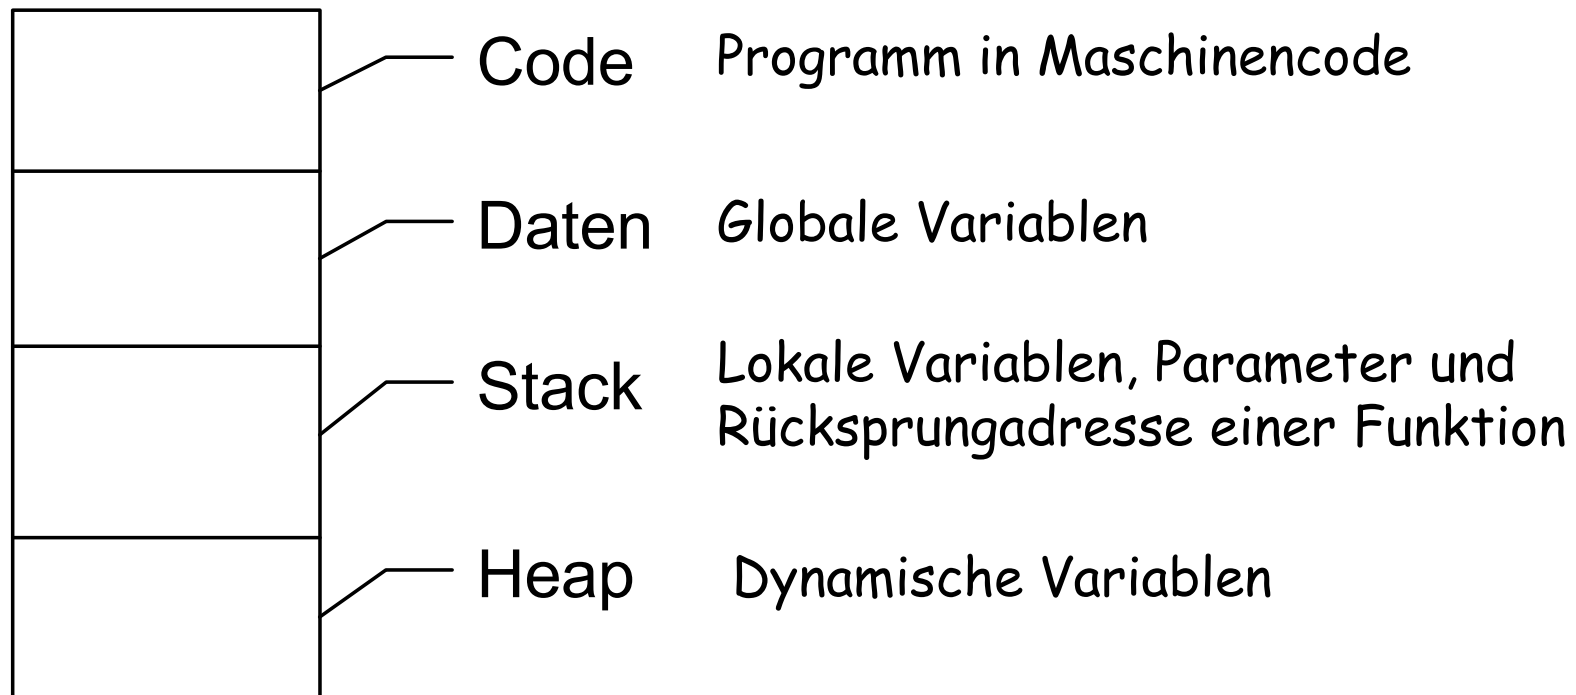 Code Programm in Maschinencode
Daten Globale Variablen
Stack Lokale Variablen, Parameter und
Rücksprungadresse einer Funktion
Heap Dynamische Variablen